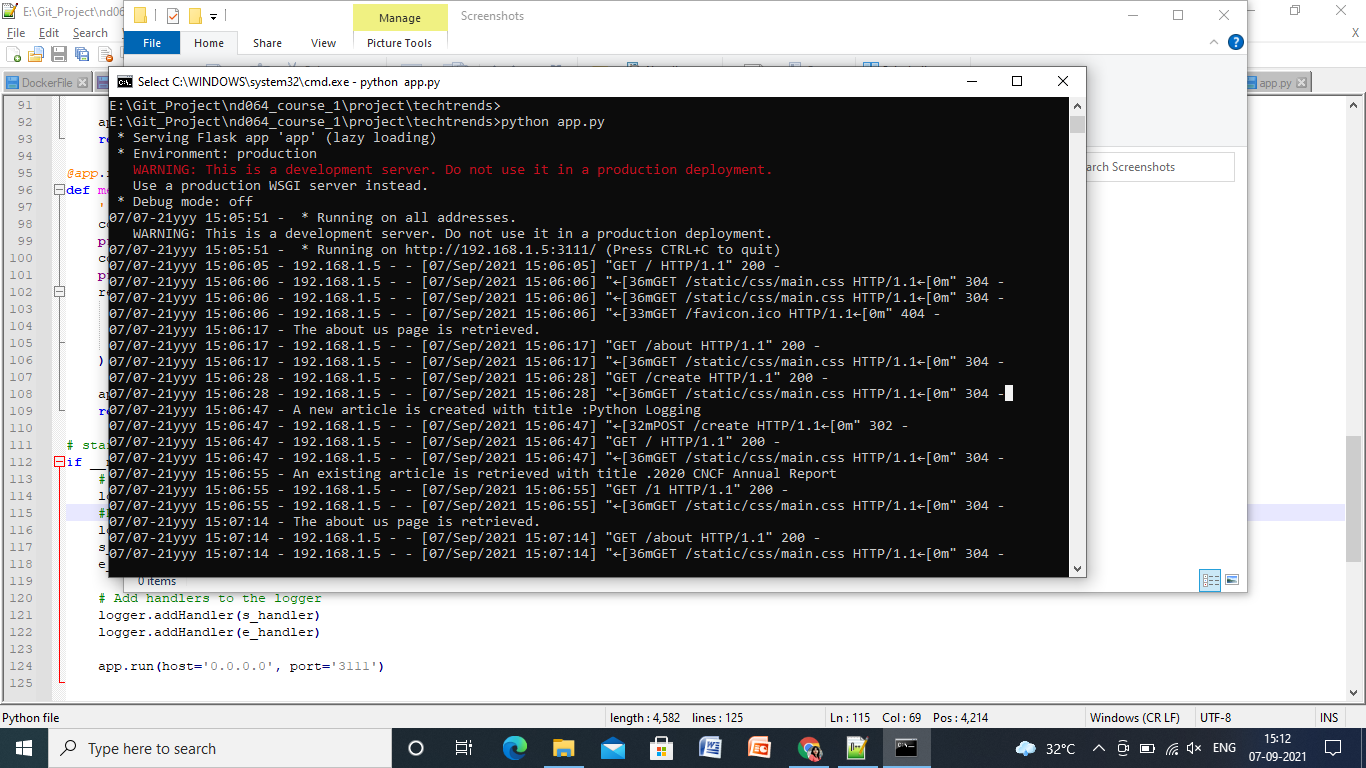 E:\Git_Project\nd0
Manage
Screenshots
File Edit Search
File Home Share View Picture Tools
X
DockerFile
app.py
Select C:\WINDOWS\system32\cmd.exe - python app.py
E:\Git_Project\nd064_course_1\project\techtrends>
E:\Git_Project\nd064_course_1\project\techtrends>python app.py
* Serving Flask app 'app' (lazy loading)
* Environment: production
WARNING: This is a development server. Do not use it in a production deployment.
Use a production WSGI server instead.
* Debug mode: off
07/07-21yyy 15:05:51 - * Running on all addresses.
WARNING: This is a development server. Do not use it in a production deployment.
07/07-21yyy 15:05:51 - * Running on http://192.168.1.5:3111/ (Press CTRL+C to quit)
07/07-21yyy 15:06:05 - 192.168.1.5 - - [07/Sep/2021 15:06:05] "GET / HTTP/1.1" 200 -
07/07-21yyy 15:06:06 - 192.168.1.5 - - [07/Sep/2021 15:06:06] "←[36mGET /static/css/main.css HTTP/1.1←[0m" 304 -
07/07-21yyy 15:06:06 - 192.168.1.5 - - [07/Sep/2021 15:06:06] "←[36mGET /static/css/main.css HTTP/1.1←[0m" 304 -
07/07-21yyy 15:06:06 - 192.168.1.5 - - [07/Sep/2021 15:06:06] "←[33mGET /favicon.ico HTTP/1.1←[0m" 404 -
07/07-21yyy 15:06:17 - The about us page is retrieved.
07/07-21yyy 15:06:17 - 192.168.1.5 - - [07/Sep/2021 15:06:17] "GET /about HTTP/1.1" 200 -
07/07-21yyy 15:06:17 - 192.168.1.5 - - [07/Sep/2021 15:06:17] "←[36mGET /static/css/main.css HTTP/1.1←[0m" 304 -
07/07-21yyy 15:06:28 - 192.168.1.5 - - [07/Sep/2021 15:06:28] "GET /create HTTP/1.1" 200 -
07/07-21yyy 15:06:28 - 192.168.1.5 - - [07/Sep/2021 15:06:28] "←[36mGET /static/css/main.css HTTP/1.1←[0m" 304 -
07/07-21yyy 15:06:47 - A new article is created with title :Python Logging
07/07-21yyy 15:06:47 - 192.168.1.5 - - [07/Sep/2021 15:06:47] "←[32mPOST /create HTTP/1.1←[0m" 302 -
07/07-21yyy 15:06:47 - 192.168.1.5 - - [07/Sep/2021 15:06:47] "GET / HTTP/1.1" 200 -
07/07-21yyy 15:06:47 - 192.168.1.5 - - [07/Sep/2021 15:06:47] "←[36mGET /static/css/main.css HTTP/1.1←[0m" 304 -
07/07-21yyy 15:06:55 - An existing article is retrieved with title .2020 CNCF Annual Report
07/07-21yyy 15:06:55 - 192.168.1.5 - - [07/Sep/2021 15:06:55] "GET /1 HTTP/1.1" 200 -
07/07-21yyy 15:06:55 - 192.168.1.5 - - [07/Sep/2021 15:06:55] "←[36mGET /static/css/main.css HTTP/1.1←[0m" 304 -
07/07-21yyy 15:07:14 - The about us page is retrieved.
07/07-21yyy 15:07:14 - 192.168.1.5 - - [07/Sep/2021 15:07:14] "GET /about HTTP/1.1" 200 -
07/07-21yyy 15:07:14 - 192.168.1.5 - - [07/Sep/2021 15:07:14] "←[36mGET /static/css/main.css HTTP/1.1←[0m" 304 -
arch Screenshots
91
92 ap
93 re
94
95 @app.
96 def m
97 '
98 co
99 p
100 co
101 p
102 re
103
104
105
106 )
107
108 ap
109 re
110
111 # sta
112 if __
113 #
114 lo
115 #
116 lo
117 s
118 e_
119
0 items
120 # Add handlers to the logger
121 logger.addHandler(s_handler)
122 logger.addHandler(e_handler)
123
124 app.run(host='0.0.0.0', port='3111')
125
Python file length : 4,582 lines : 125 Ln : 115 Col : 69 Pos : 4,214 Windows (CR LF) UTF-8 INS
Type here to search
32°C ENG
15:12
07-09-2021